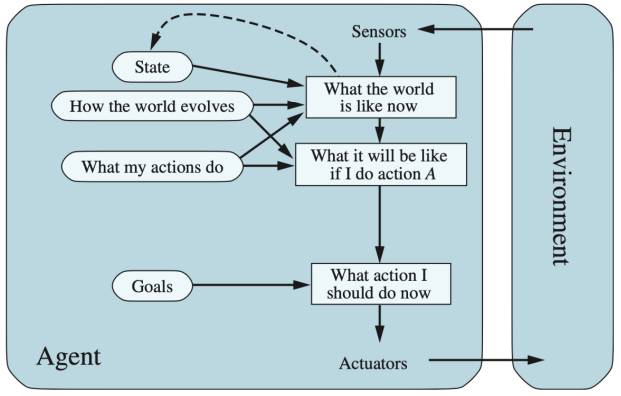 Sensors
State
What the world
is like now
How the world evolves
What my actions do
What it will be like
if I do action A
Goals
What action I
should do now
Agent
Actuators
Environment